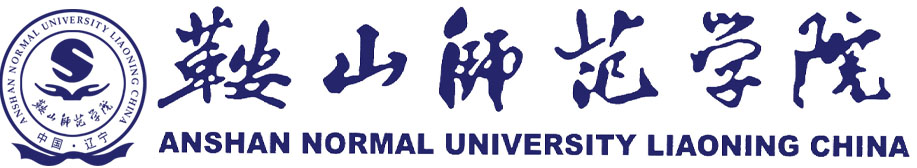 ANSHAN NORMAL UNIVERSITY LIAONING CHINA
鞍山师范学院
中国·辽宁
鞍山師范学院
ANSHAN NORMAL UNIVERSITY LIAONING CHINA